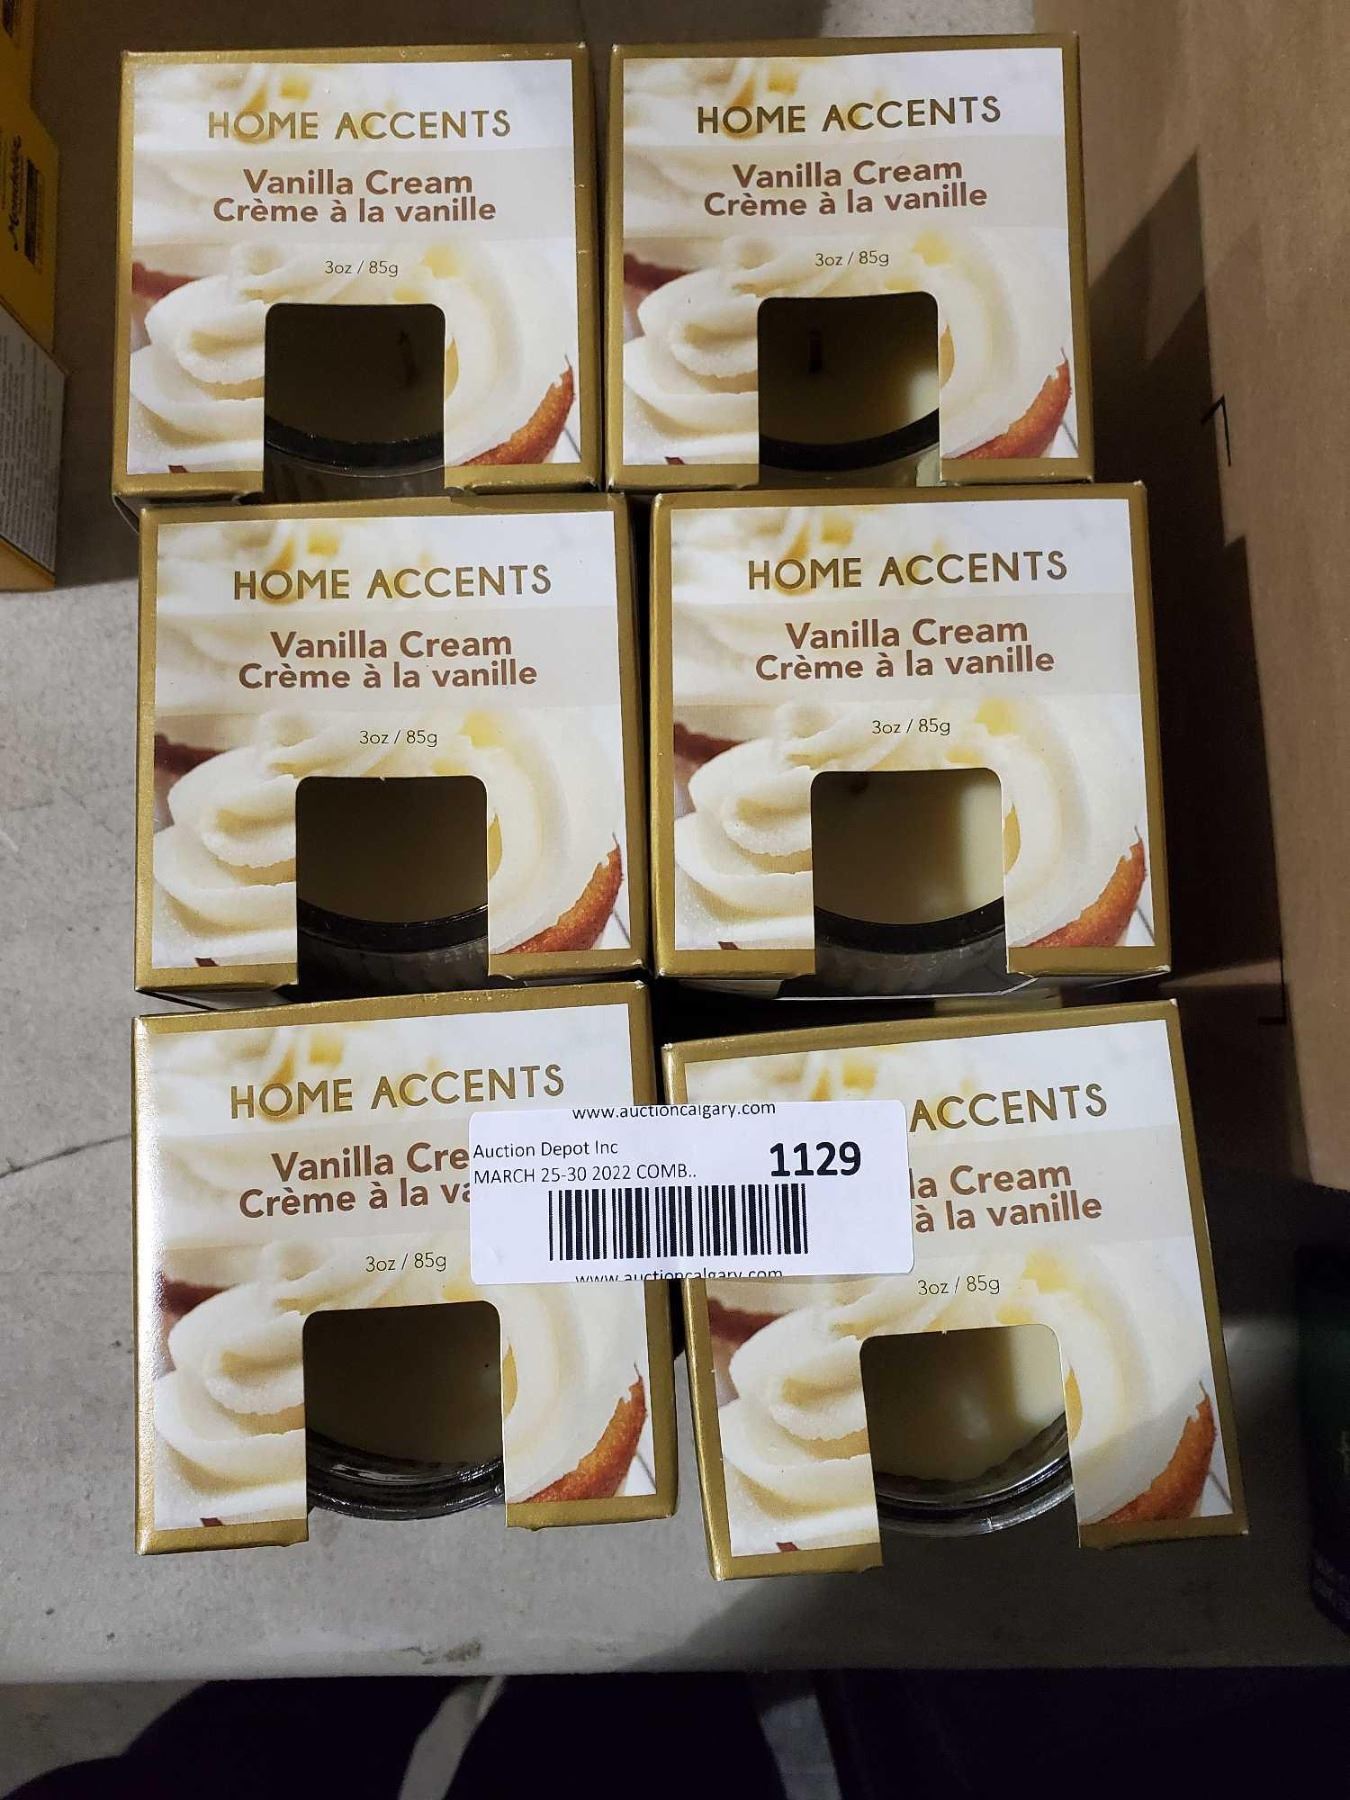 HOME ACCENTS
Vanilla Cream
Crème à la vanille
3oz / 85g
HOME ACCENTS
Vanilla Cream
Crème à la vanille
3oz / 85g
HOME ACCENTS
Vanilla Cream
Crème à la vanille
3oz / 85g
HOME ACCENTS
Vanilla Cream
Crème à la vanille
3oz / 85g
HOME ACCENTS
Vanilla Cre
Crème à la va
3oz / 85g
ACCENTS
la Cream
à la vanille
3oz / 85g
www.auctioncalgary.com
Auction Depot Inc
MARCH 25-30 2022 COMB..
1129
www.auctioncalgary.com